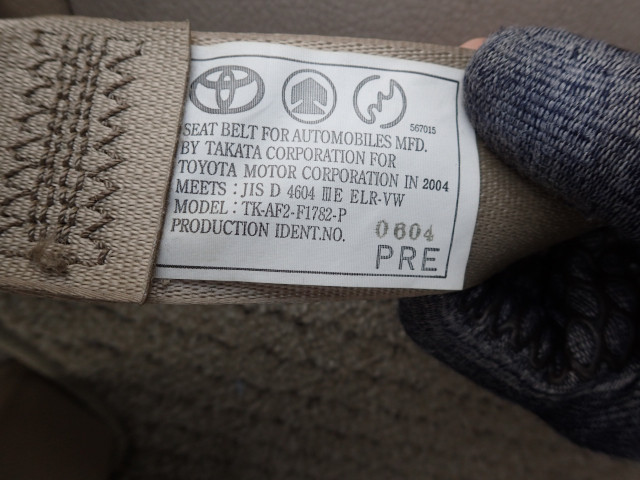 567015
SEAT BELT FOR AUTOMOBILES MFD.
BY TAKATA CORPORATION FOR
TOYOTA MOTOR CORPORATION IN 2004
MEETS : JIS D 4604 ⅢE ELR-VW
MODEL : TK-AF2-F1782-P
PRODUCTION IDENT.NO. 0604
PRE